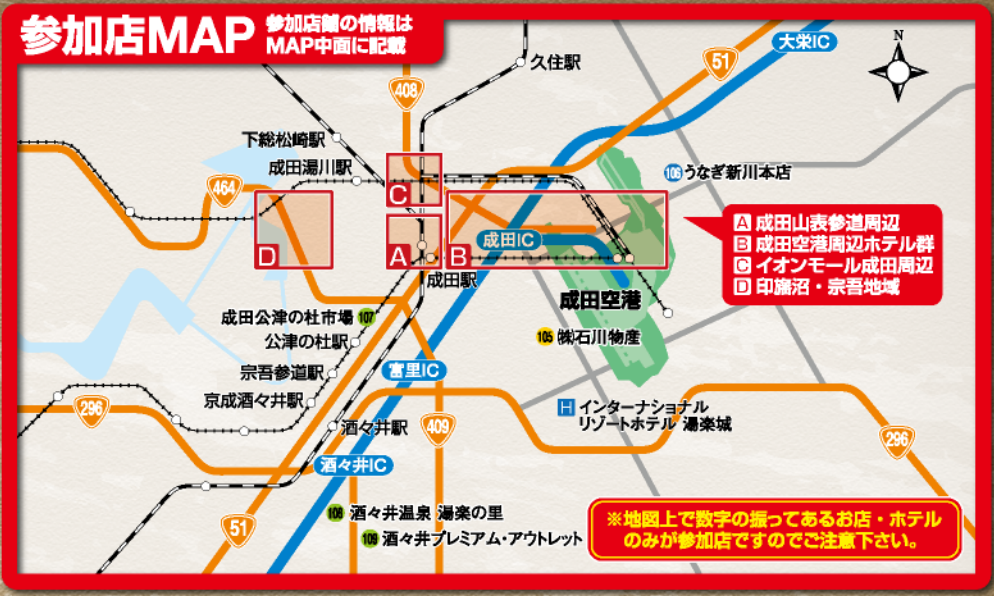 参加店MAP
参加店舗の情報は
MAP中面に記載
N
大栄IC
51
久住駅
408
下総松崎駅
成田湯川駅
106 うなぎ新川本店
464
C
D
A
B
成田IC
A 成田山表参道周辺
B 成田空港周辺ホテル群
C イオンモール成田周辺
D 印旛沼・宗吾地域
成田駅
成田空港
成田公津の杜市場 107
公津の杜駅
105 ㈱石川物産
宗吾参道駅
富里IC
京成酒々井駅
296
酒々井駅
409
H インターナショナル
リゾートホテル 湯楽城
296
酒々井IC
51
108 酒々井温泉 湯楽の里
109 酒々井プレミアム・アウトレット
※地図上で数字の振ってあるお店・ホテル
のみが参加店ですのでご注意下さい。